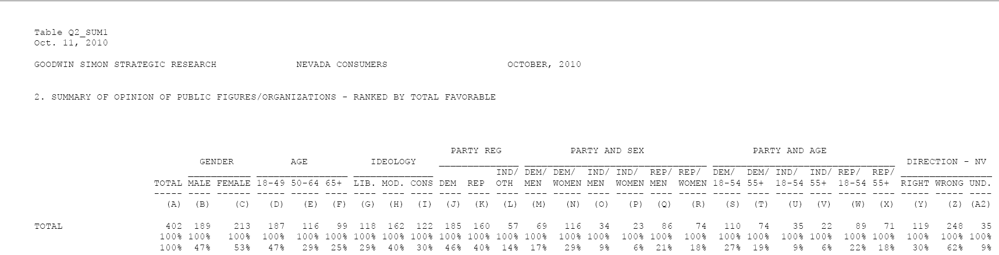 Table Q2_SUM1
Oct. 11, 2010
GOODWIN SIMON STRATEGIC RESEARCH NEVADA CONSUMERS OCTOBER, 2010
2. SUMMARY OF OPINION OF PUBLIC FIGURES/ORGANIZATIONS - RANKED BY TOTAL FAVORABLE
PARTY REG PARTY AND SEX PARTY AND AGE
GENDER AGE IDEOLOGY DIRECTION - NV
IND/ DEM/ DEM/ IND/ IND/ REP/ REP/ DEM/ DEM/ IND/ IND/ REP/ REP/
TOTAL MALE FEMALE 18-49 50-64 65+ LIB. MOD. CONS DEM REP OTH MEN WOMEN MEN WOMEN MEN WOMEN 18-54 55+ 18-54 55+ 18-54 55+ RIGHT WRONG UND.
----- ---- ------ ----- ----- ---- ---- ---- ---- ---- ---- ---- ---- ----- ---- ----- ---- ----- ----- ---- ----- ---- ----- ---- ----- ----- ----
(A) (B) (C) (D) (E) (F) (G) (H) (I) (J) (K) (L) (M) (N) (O) (P) (Q) (R) (S) (T) (U) (V) (W) (X) (Y) (Z) (A2)
TOTAL 402 189 213 187 116 99 118 162 122 185 160 57 69 116 34 23 86 74 110 74 35 22 89 71 119 248 35
100% 100% 100% 100% 100% 100% 100% 100% 100% 100% 100% 100% 100% 100% 100% 100% 100% 100% 100% 100% 100% 100% 100% 100% 100% 100% 100%
100% 47% 53% 47% 29% 25% 29% 40% 30% 46% 40% 14% 17% 29% 9% 6% 21% 18% 27% 19% 9% 6% 22% 18% 30% 62% 9%